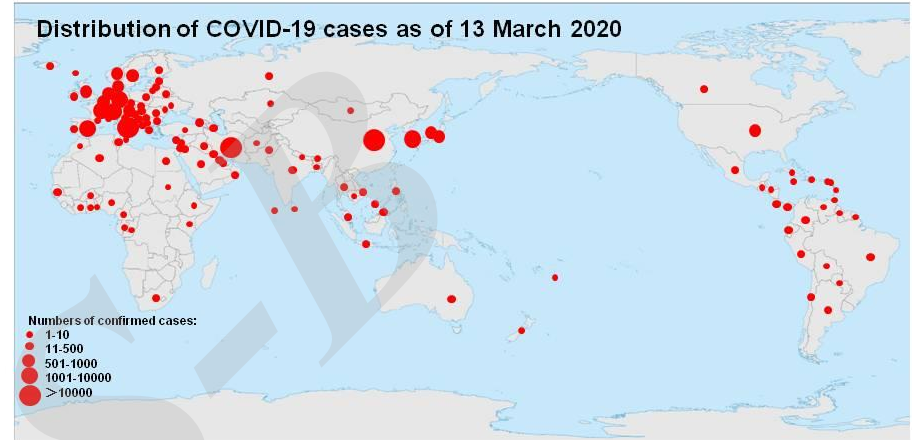 Distribution of COVID-19 cases as of 13 March 2020
Numbers of confirmed cases:
1-10
11-500
501-1000
1001-10000
＞10000
S-B